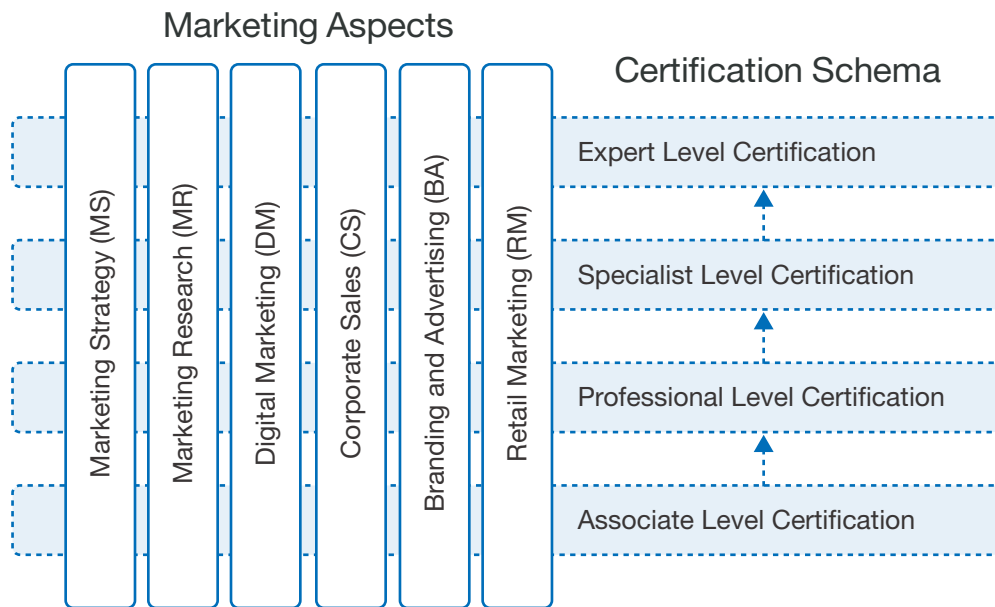 Marketing Aspects
Marketing Strategy (MS)
Marketing Research (MR)
Digital Marketing (DM)
Corporate Sales (CS)
Branding and Advertising (BA)
Retail Marketing (RM)
Certification Schema
Expert Level Certification
Specialist Level Certification
Professional Level Certification
Associate Level Certification